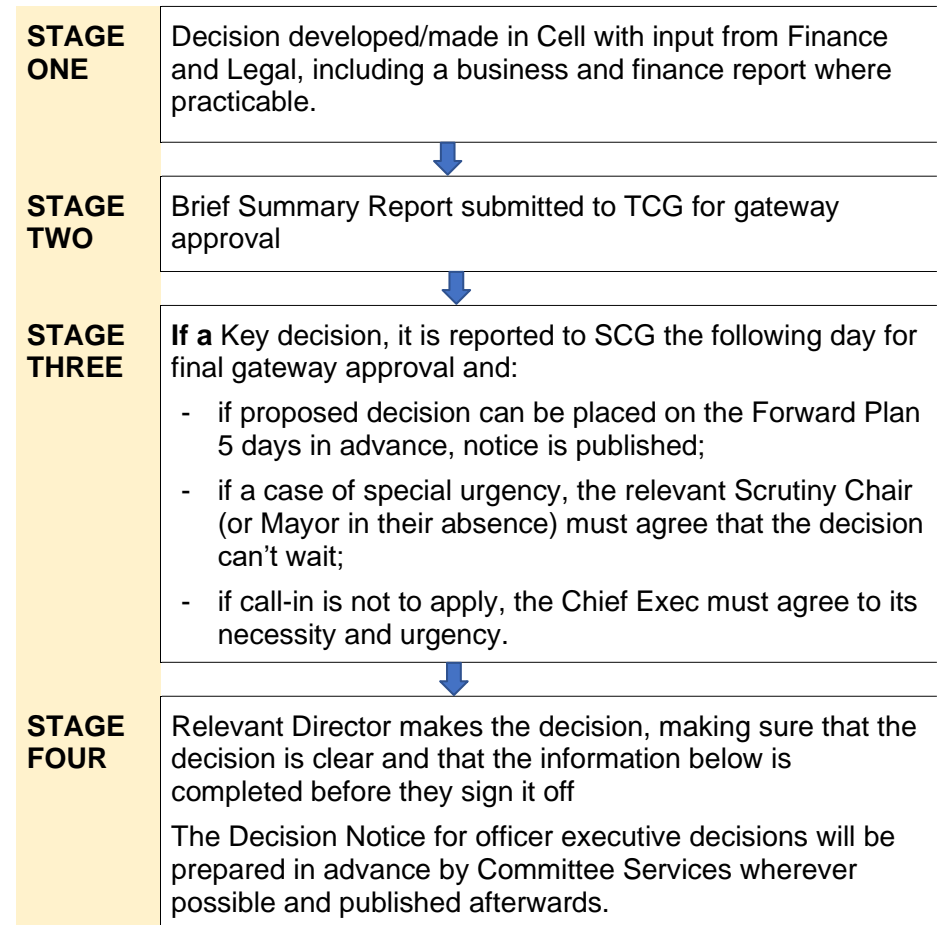 STAGE
ONE
Decision developed/made in Cell with input from Finance
and Legal, including a business and finance report where
practicable.
STAGE
TWO
Brief Summary Report submitted to TCG for gateway
approval
STAGE
THREE
If a Key decision, it is reported to SCG the following day for
final gateway approval and:
- if proposed decision can be placed on the Forward Plan
5 days in advance, notice is published;
- if a case of special urgency, the relevant Scrutiny Chair
(or Mayor in their absence) must agree that the decision
can’t wait;
- if call-in is not to apply, the Chief Exec must agree to its
necessity and urgency.
STAGE
FOUR
Relevant Director makes the decision, making sure that the
decision is clear and that the information below is
completed before they sign it off
The Decision Notice for officer executive decisions will be
prepared in advance by Committee Services wherever
possible and published afterwards.